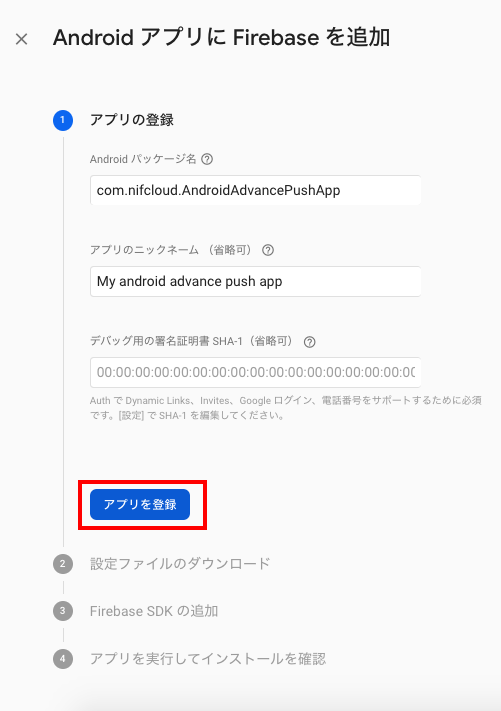 Android アプリに Firebase を追加
1 アプリの登録
Android パッケージ名
com.nifcloud.AndroidAdvancePushApp
アプリのニックネーム （省略可）
My android advance push app
デバッグ用の署名証明書 SHA-1（省略可）
00:00:00:00:00:00:00:00:00:00:00:00:00:00:00:00:00
Auth で Dynamic Links、Invites、Google ログイン、電話番号をサポートするために必須
です。[設定] で SHA-1 を編集してください。
アプリを登録
2 設定ファイルのダウンロード
3 Firebase SDK の追加
4 アプリを実行してインストールを確認